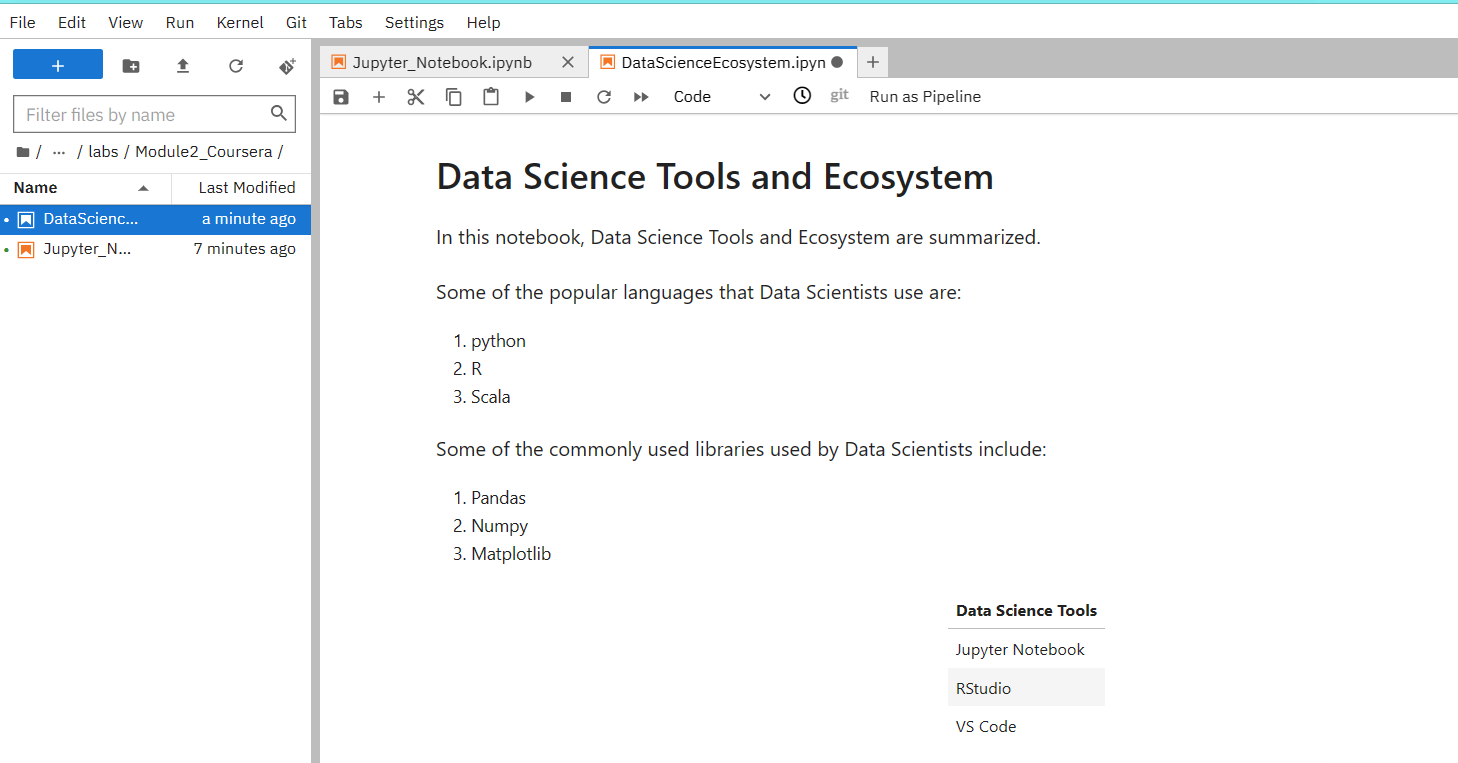 File Edit View Run Kernel Git Tabs Settings Help
+
Filter files by name
/ ... / labs / Module2_Coursera /
Name Last Modified
DataScienc... a minute ago
Jupyter_N... 7 minutes ago
Jupyter_Notebook.ipynb
DataScienceEcosystem.ipyn
+
Code
git
Run as Pipeline
Data Science Tools and Ecosystem
In this notebook, Data Science Tools and Ecosystem are summarized.
Some of the popular languages that Data Scientists use are:
1. python
2. R
3. Scala
Some of the commonly used libraries used by Data Scientists include:
1. Pandas
2. Numpy
3. Matplotlib
Data Science Tools
Jupyter Notebook
RStudio
VS Code